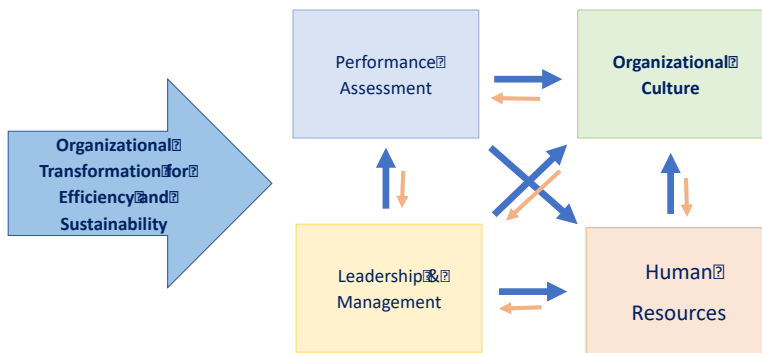 Organizational
Transformation for
Efficiency and
Sustainability
Performance
Assessment
Organizational
Culture
Leadership &
Management
Human
Resources